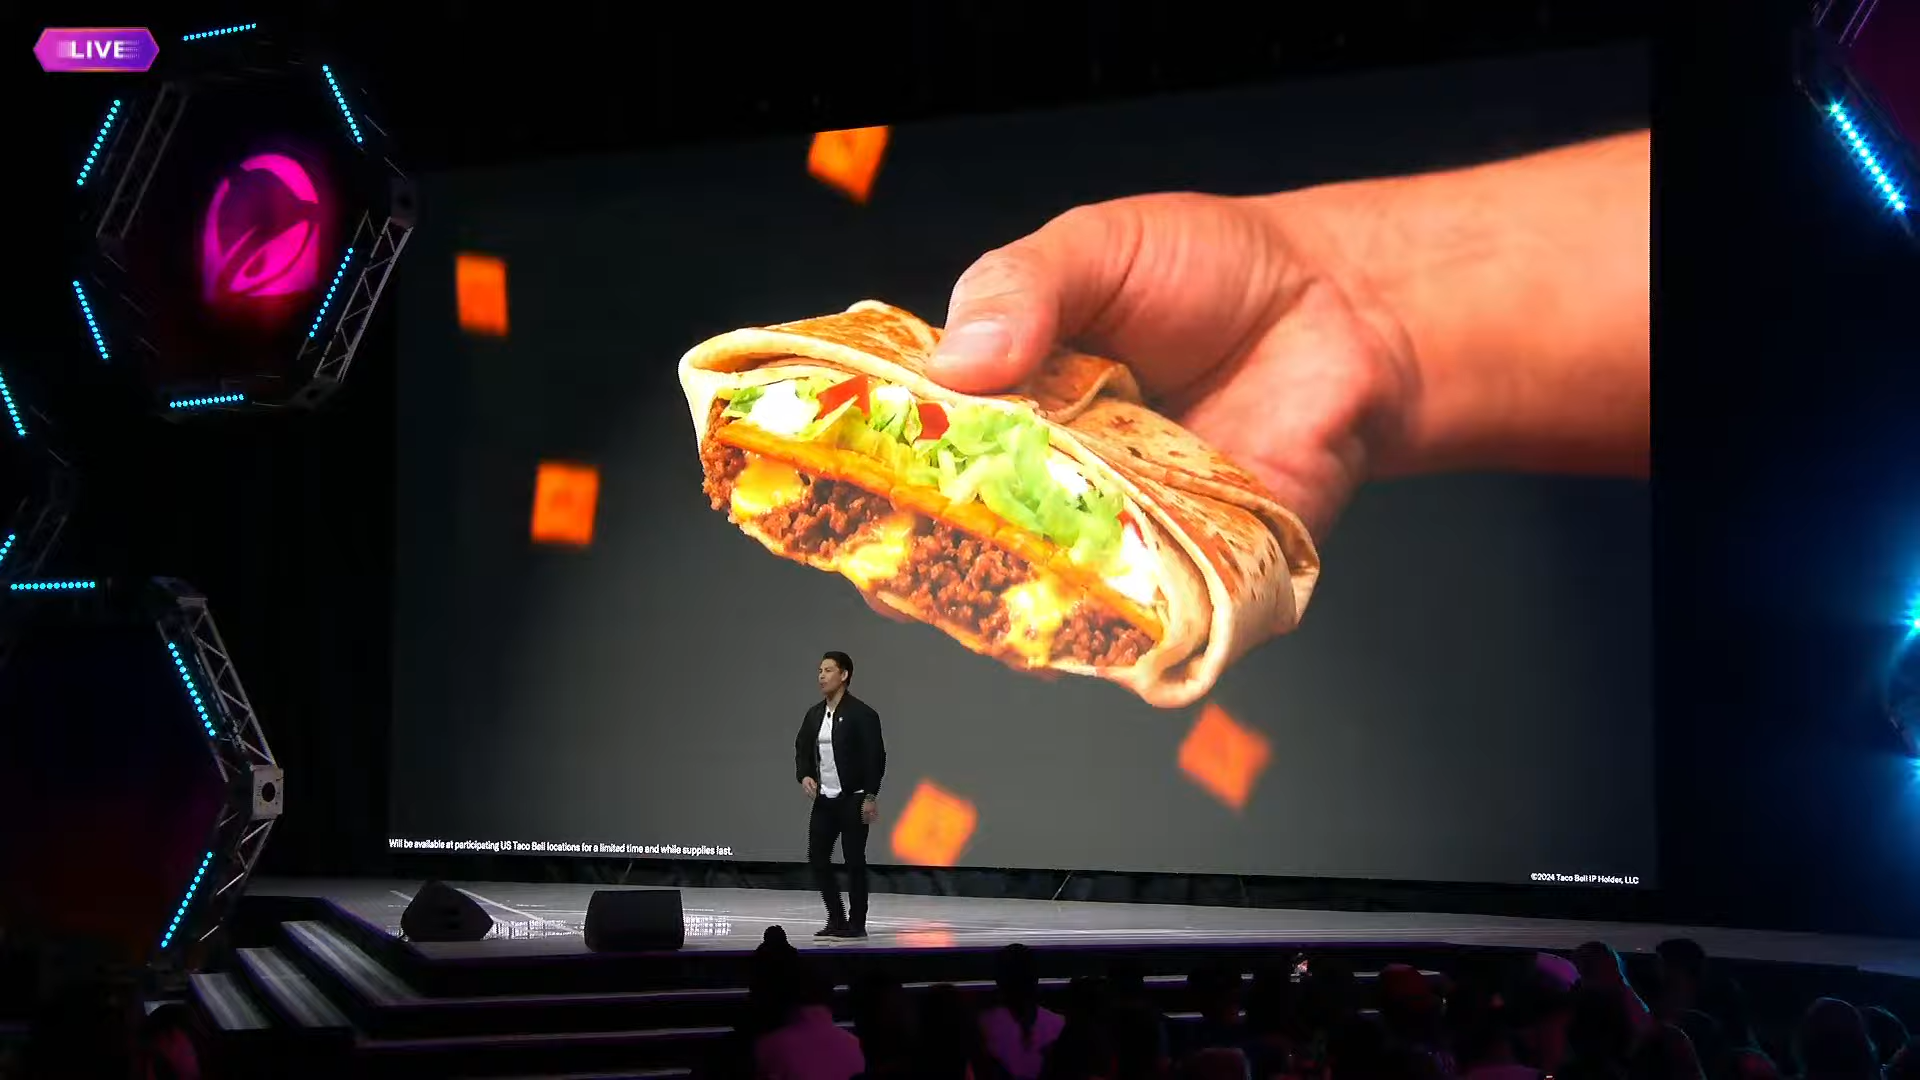 LIVE
Will be available at participating US Taco Bell locations for a limited time and while supplies last.
©2024 Taco Bell IP Holder, LLC